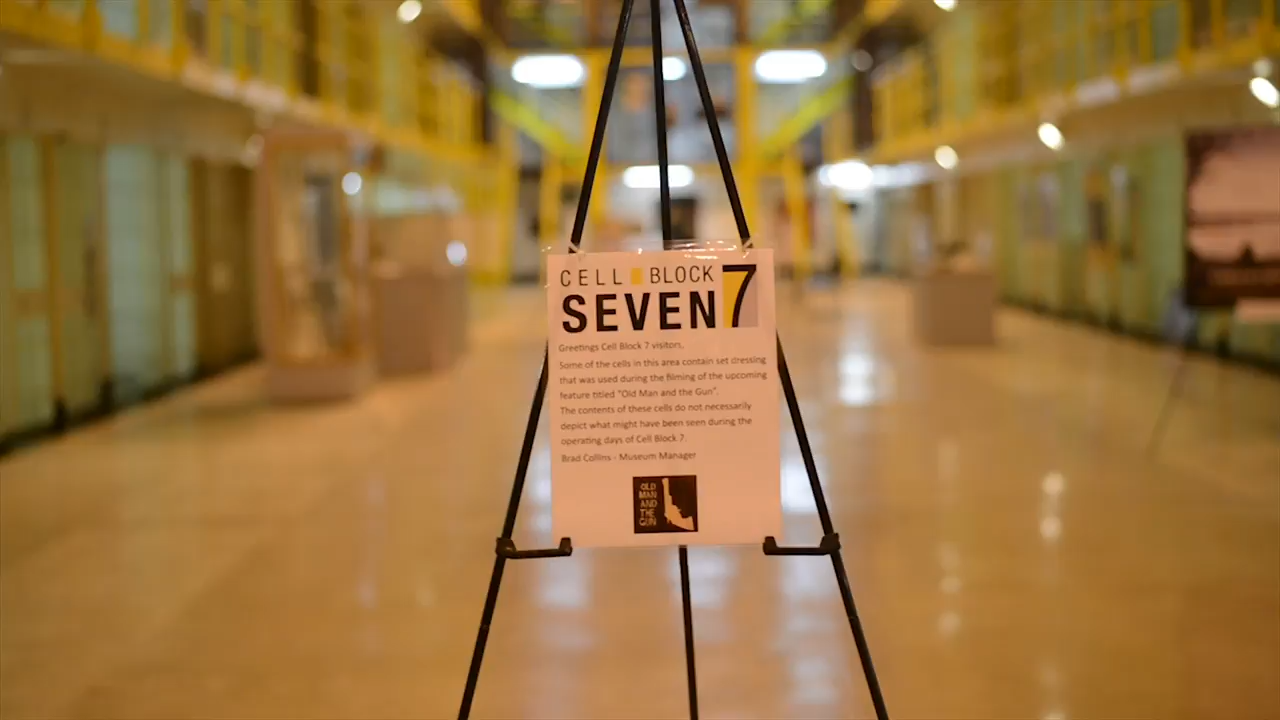 CELL BLOCK 7
SEVEN
Greetings Cell Block 7 visitors,
Some of the cells in this area contain set dressing
that was used during the filming of the upcoming
feature titled "Old Man and the Gun".
The contents of these cells do not necessarily
depict what might have been seen during the
operating days of Cell Block 7.
Brad Collins - Museum Manager
OLD
MAN
AND
THE
GUN